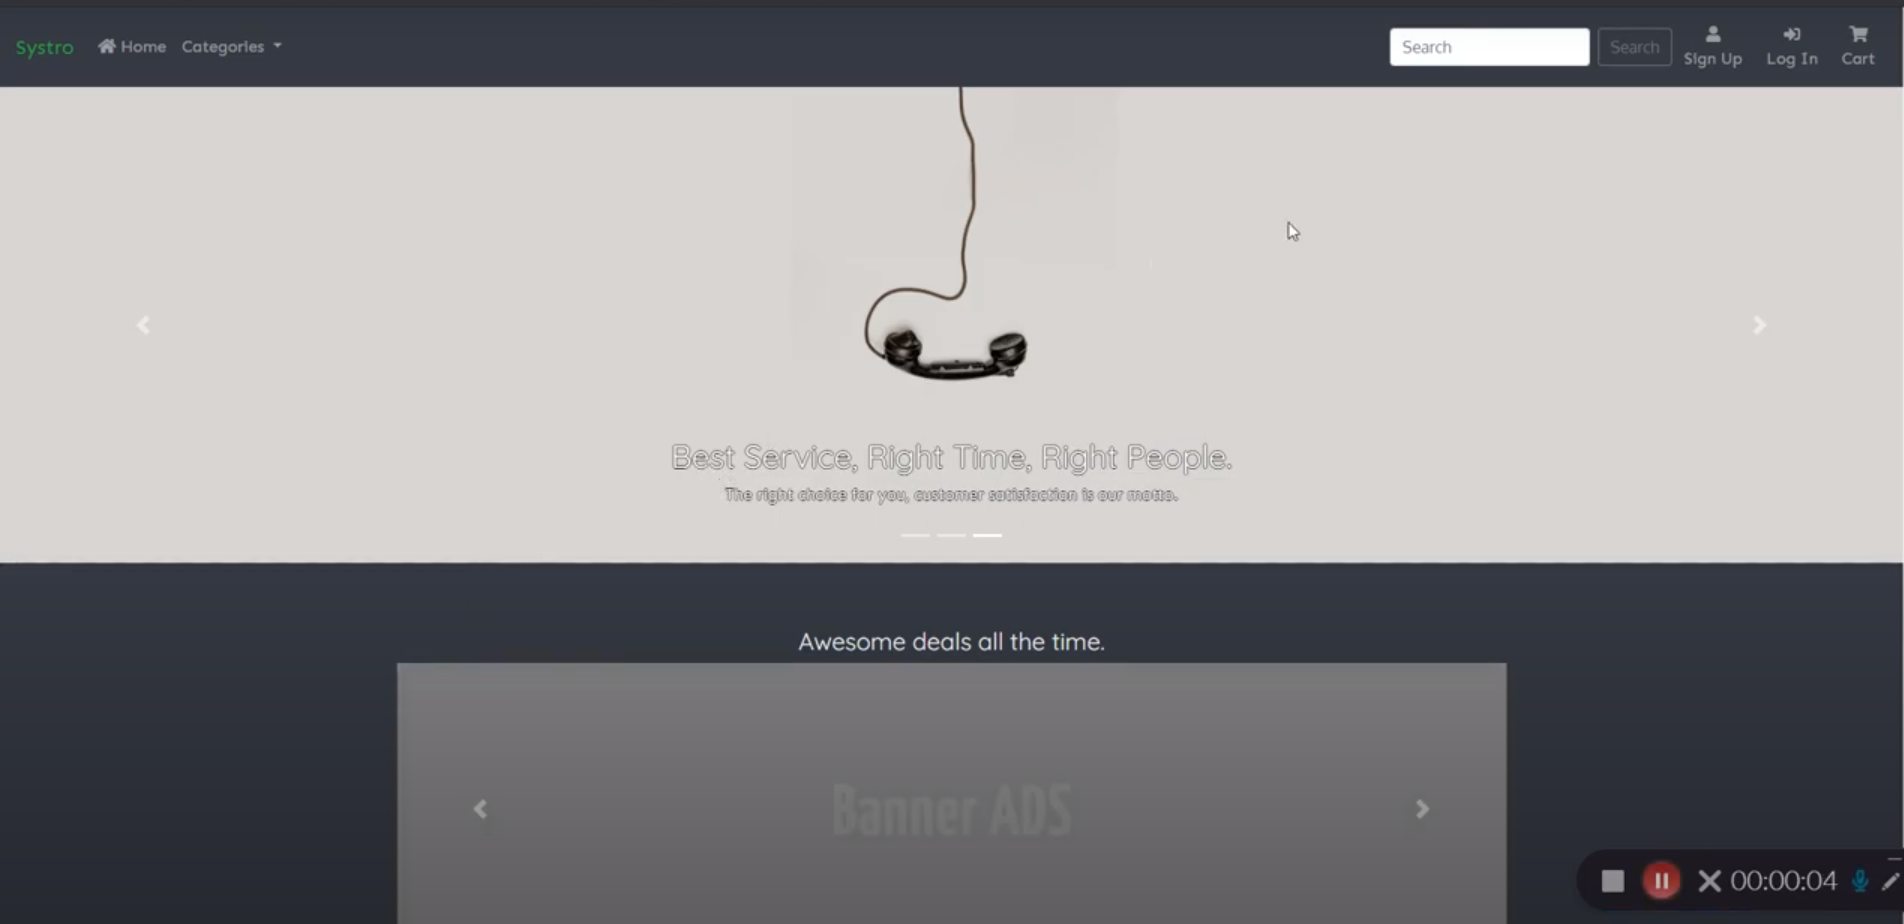 Systro Home Categories Search Search Sign Up Log In Cart
Best Service, Right Time, Right People.
The right choice for you, customer satisfaction is our motto.
Awesome deals all the time.
Banner ADS
00:00:04